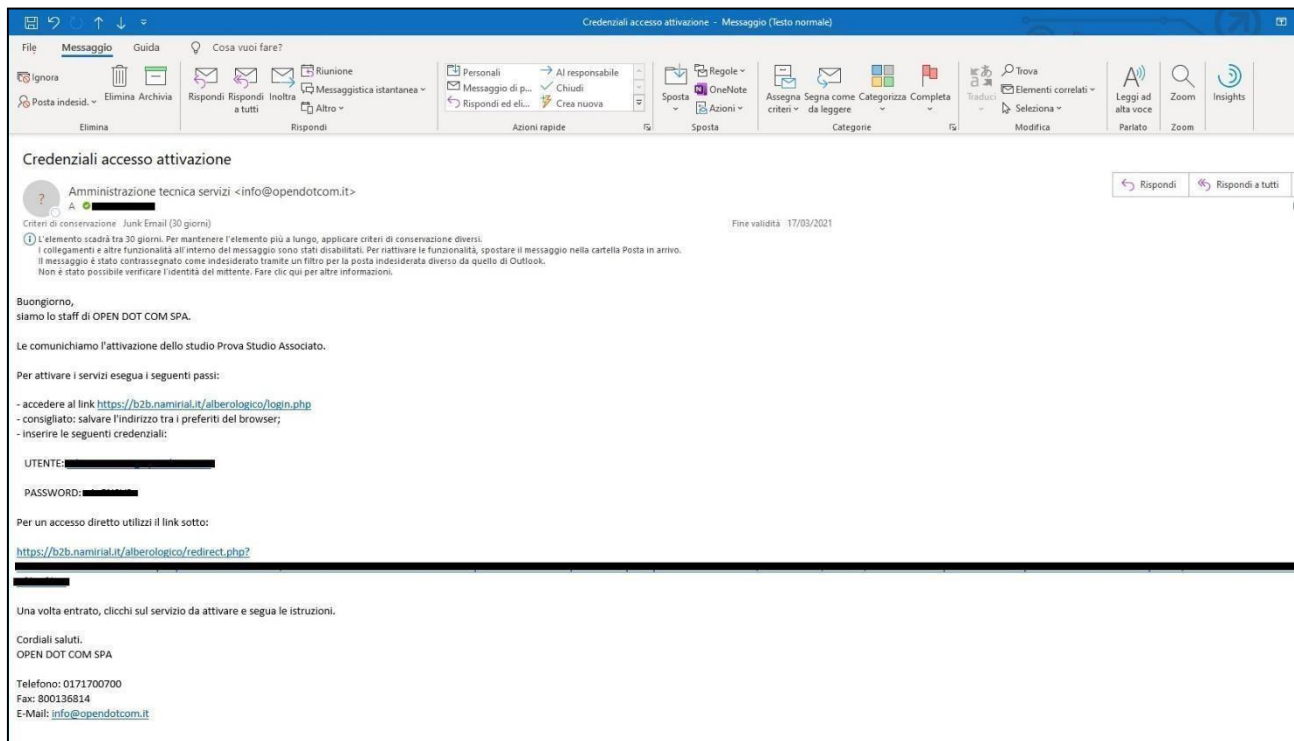 Credenziali accesso attivazione - Messaggio (Testo normale)
File Messaggio Guida Cosa vuoi fare?
Ignora
Posta indesid.
Elimina
Archivia
Elimina
Rispondi
Rispondi a tutti
Inoltra
Riunione
Messaggistica istantanea
Altro
Rispondi
Personali
Messaggio di p...
Rispondi ed eli...
Al responsabile
Chiudi
Crea nuova
Azioni rapide
Sposta
Regole
OneNote
Azioni
Sposta
Assegna criteri
Segna come da leggere
Categorizza
Completa
Categorie
Traduci
Trova
Elementi correlati
Seleziona
Modifica
Leggi ad alta voce
Parlato
Zoom
Zoom
Insights
Credenziali accesso attivazione
?
Amministrazione tecnica servizi <info@opendotcom.it>
A
Rispondi
Rispondi a tutti
Criteri di conservazione Junk Email (30 giorni)
Fine validità 17/03/2021
L'elemento scadrà tra 30 giorni. Per mantenere l'elemento più a lungo, applicare criteri di conservazione diversi.
I collegamenti e altre funzionalità all'interno del messaggio sono stati disabilitati. Per riattivare le funzionalità, spostare il messaggio nella cartella Posta in arrivo.
Il messaggio è stato contrassegnato come indesiderato tramite un filtro per la posta indesiderata diverso da quello di Outlook.
Non è stato possibile verificare l'identità del mittente. Fare clic qui per altre informazioni.
Buongiorno,
siamo lo staff di OPEN DOT COM SPA.
Le comunichiamo l'attivazione dello studio Prova Studio Associato.
Per attivare i servizi esegua i seguenti passi:
- accedere al link https://b2b.namirial.it/alberologico/login.php
- consigliato: salvare l'indirizzo tra i preferiti del browser;
- inserire le seguenti credenziali:
UTENTE:
PASSWORD:
Per un accesso diretto utilizzi il link sotto:
https://b2b.namirial.it/alberologico/redirect.php?
Una volta entrato, clicchi sul servizio da attivare e segua le istruzioni.
Cordiali saluti.
OPEN DOT COM SPA
Telefono: 0171700700
Fax: 800136814
E-Mail: info@opendotcom.it